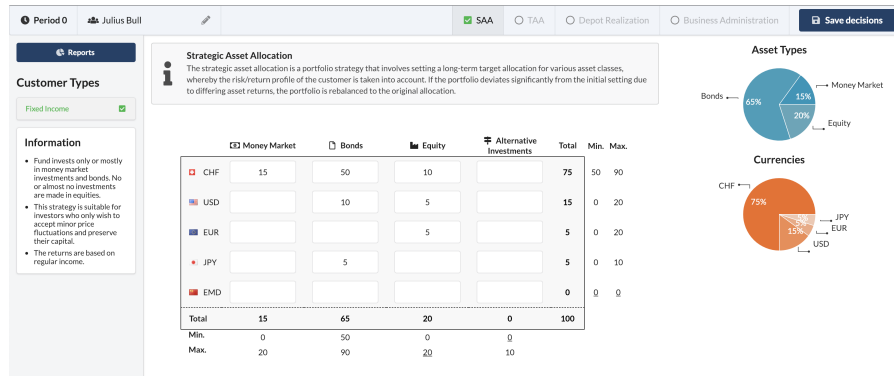 Period 0
Julius Bull
SAA
TAA
Depot Realization
Business Administration
Save decisions
Reports
Customer Types
Fixed Income
Information
Fund invests only or mostly
in money market
investments and bonds. No
or almost no investments
are made in equities.
This strategy is suitable for
investors who only wish to
accept minor price
fluctuations and preserve
their capital.
The returns are based on
regular income.
Strategic Asset Allocation
The strategic asset allocation is a portfolio strategy that involves setting a long-term target allocation for various asset classes,
whereby the risk/return profile of the customer is taken into account. If the portfolio deviates significantly from the initial setting due
to differing asset returns, the portfolio is rebalanced to the original allocation.
Money Market Bonds Equity Alternative Investments Total Min. Max.
CHF 15 50 10 75 50 90
USD 10 5 15 0 20
EUR 5 5 0 20
JPY 5 5 0 10
EMD 0 0 0
Total 15 65 20 0 100
Min. 0 50 0 0
Max. 20 90 20 10
Asset Types
Money Market
15%
Bonds
65%
20%
Equity
Currencies
CHF
75%
JPY
5%
EUR
15%
USD